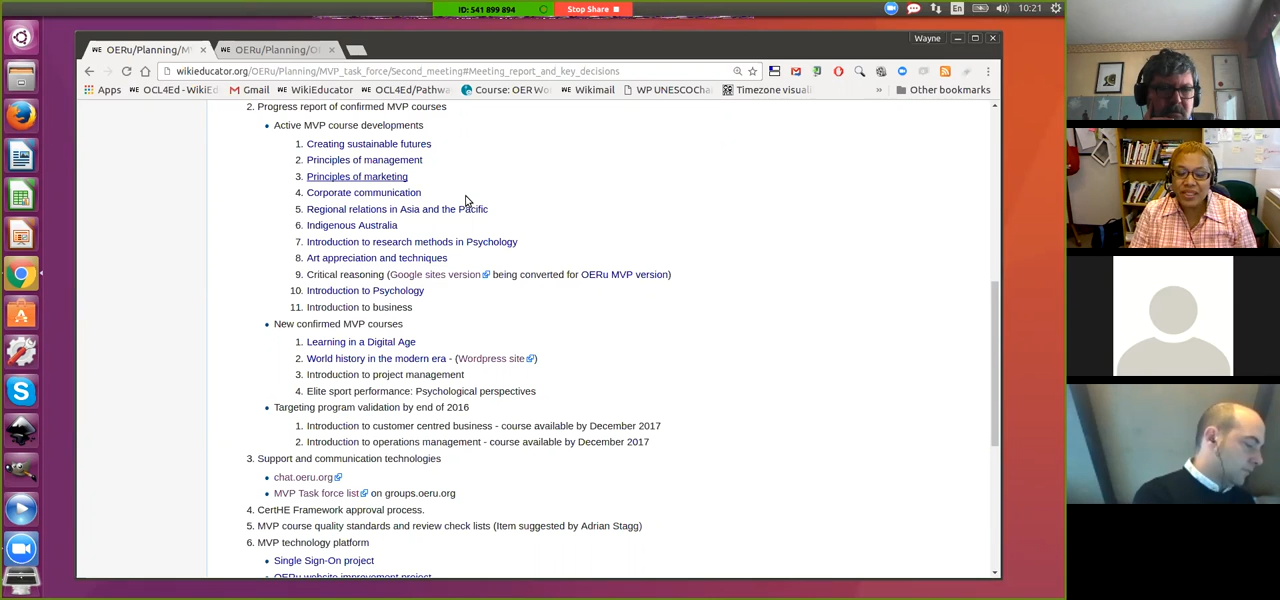 ID: 541 899 894
Stop Share
En
10:21
OERu/Planning/M
OERu/Planning/O
Wayne
wikieducator.org/OERu/Planning/MVP_task_force/Second_meeting#Meeting_report_and_key_decisions
Apps
OCL4Ed - WikiEd
Gmail
WikiEducator
OCL4Ed/Pathwa
Course: OER Wo
Wikimail
WP UNESCOCha
Timezone visuali
»
Other bookmarks
2. Progress report of confirmed MVP courses
Active MVP course developments
1. Creating sustainable futures
2. Principles of management
3. Principles of marketing
4. Corporate communication
5. Regional relations in Asia and the Pacific
6. Indigenous Australia
7. Introduction to research methods in Psychology
8. Art appreciation and techniques
9. Critical reasoning (Google sites version being converted for OERu MVP version)
10. Introduction to Psychology
11. Introduction to business
New confirmed MVP courses
1. Learning in a Digital Age
2. World history in the modern era - (Wordpress site)
3. Introduction to project management
4. Elite sport performance: Psychological perspectives
Targeting program validation by end of 2016
1. Introduction to customer centred business - course available by December 2017
2. Introduction to operations management - course available by December 2017
3. Support and communication technologies
chat.oeru.org
MVP Task force list on groups.oeru.org
4. CertHE Framework approval process.
5. MVP course quality standards and review check lists (Item suggested by Adrian Stagg)
6. MVP technology platform
Single Sign-On project
OERu website improvement project